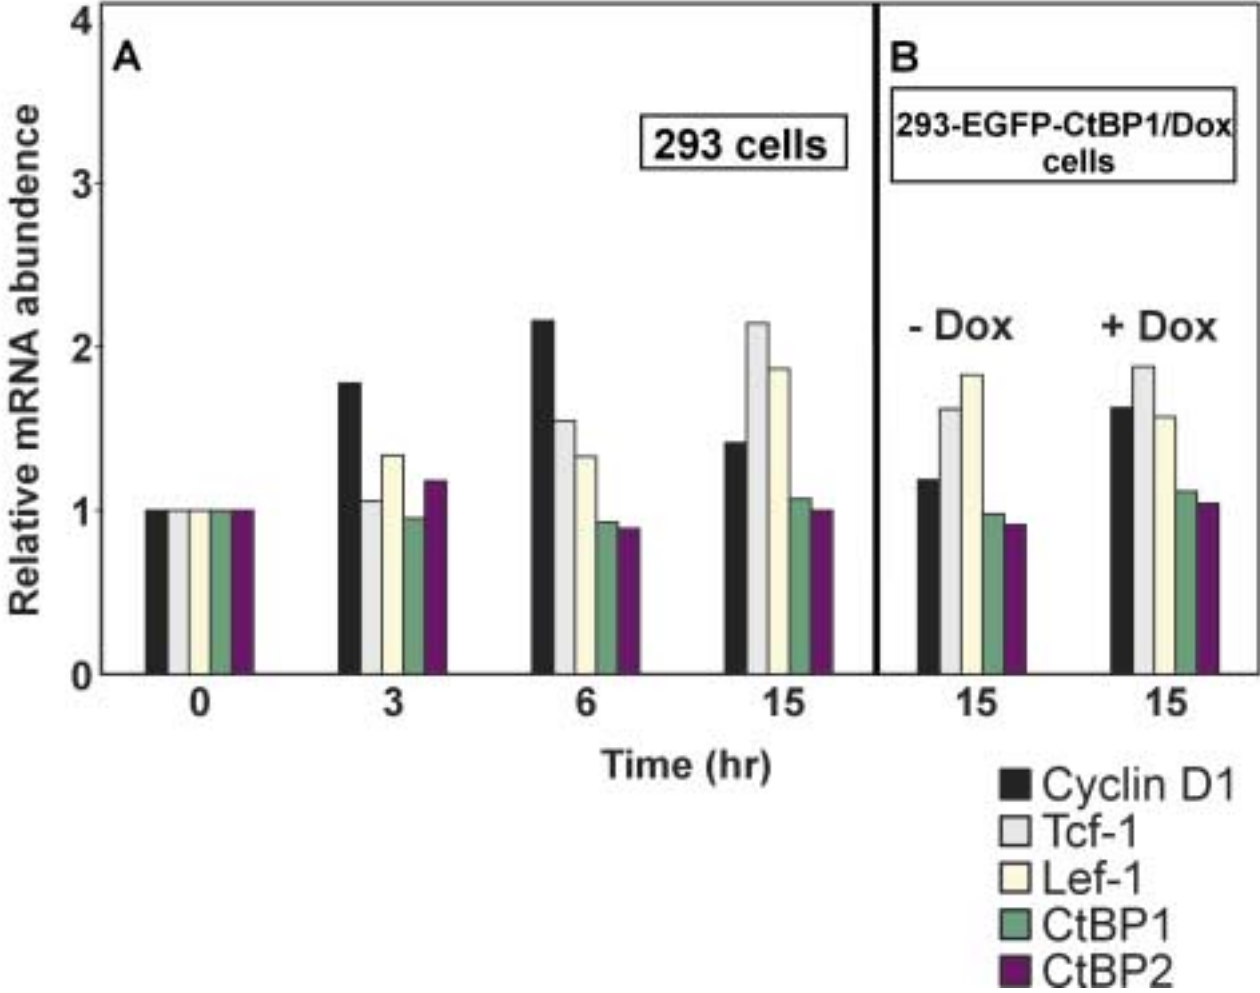 4
A
B
293-EGFP-CtBP1/Dox
cells
293 cells
3
Relative mRNA abundence
- Dox
+ Dox
2
1
0
0
3
6
15
15
15
Time (hr)
Cyclin D1
Tcf-1
Lef-1
CtBP1
CtBP2